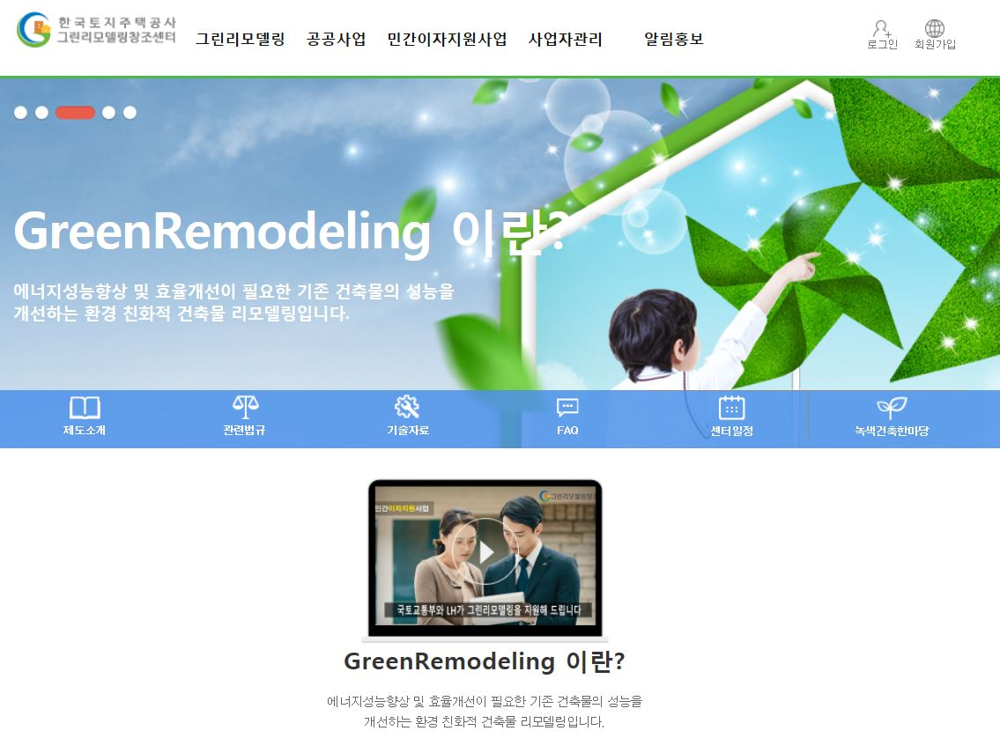 한국토지주택공사
그린리모델링창조센터
그린리모델링 공공사업 민간이자지원사업 사업자관리 알림홍보
로그인 회원가입
GreenRemodeling 이란?
에너지성능향상 및 효율개선이 필요한 기존 건축물의 성능을
개선하는 환경 친화적 건축물 리모델링입니다.
제도소개 관련법규 기술자료 FAQ 센터일정 녹색건축한마당
민간이자지원사업
국토교통부와 LH가 그린리모델링을 지원해 드립니다
GreenRemodeling 이란?
에너지성능향상 및 효율개선이 필요한 기존 건축물의 성능을
개선하는 환경 친화적 건축물 리모델링입니다.